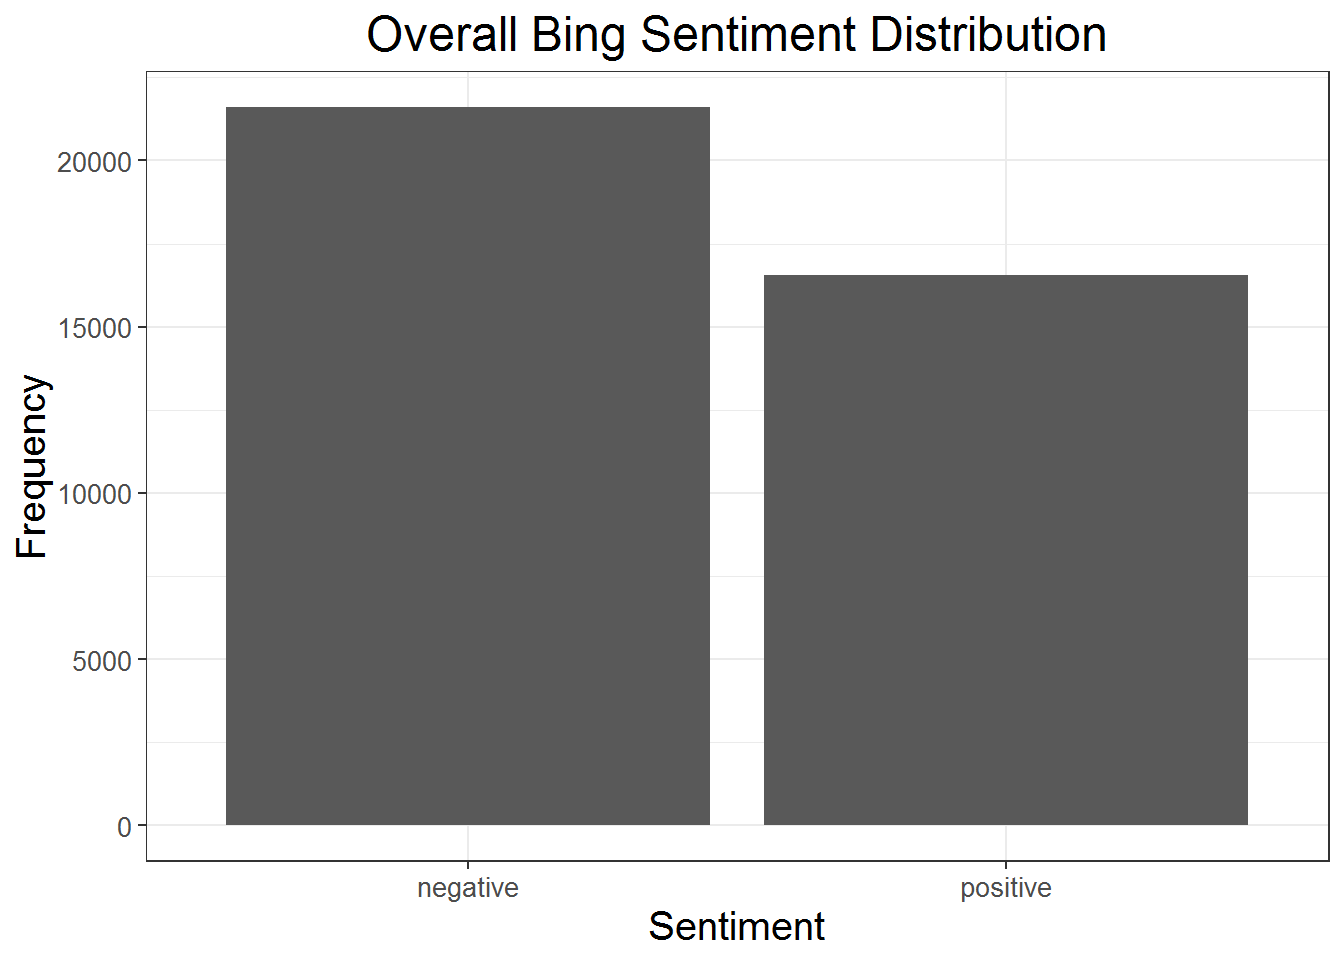 Overall Bing Sentiment Distribution
Frequency
20000
15000
10000
5000
0
negative positive
Sentiment